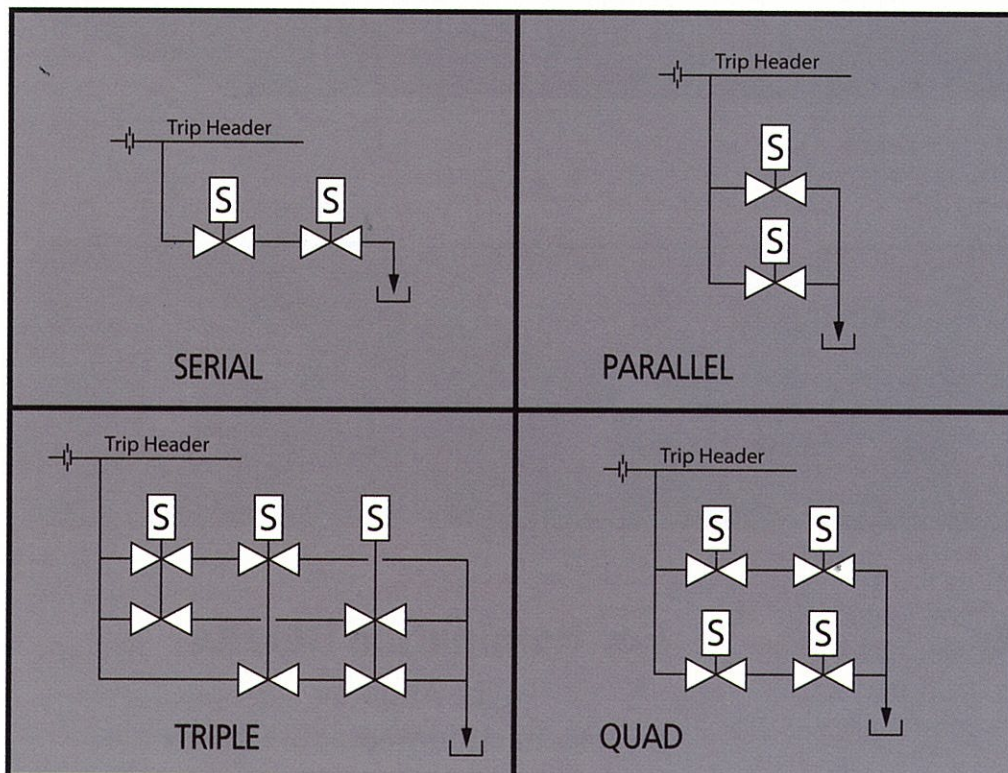 Trip Header
S S
SERIAL
Trip Header
S
S
PARALLEL
Trip Header
S S S
TRIPLE
Trip Header
S S
S S
QUAD